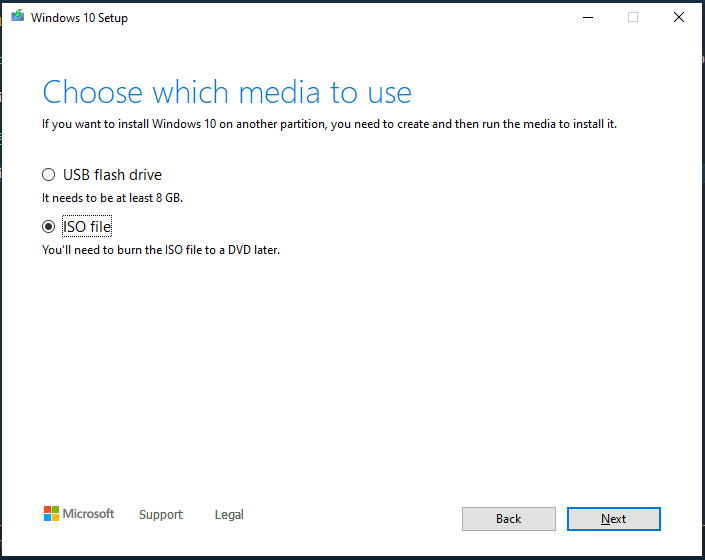 Windows 10 Setup
Choose which media to use
If you want to install Windows 10 on another partition, you need to create and then run the media to install it.
USB flash drive
It needs to be at least 8 GB.
ISO file
You'll need to burn the ISO file to a DVD later.
Microsoft Support Legal Back Next